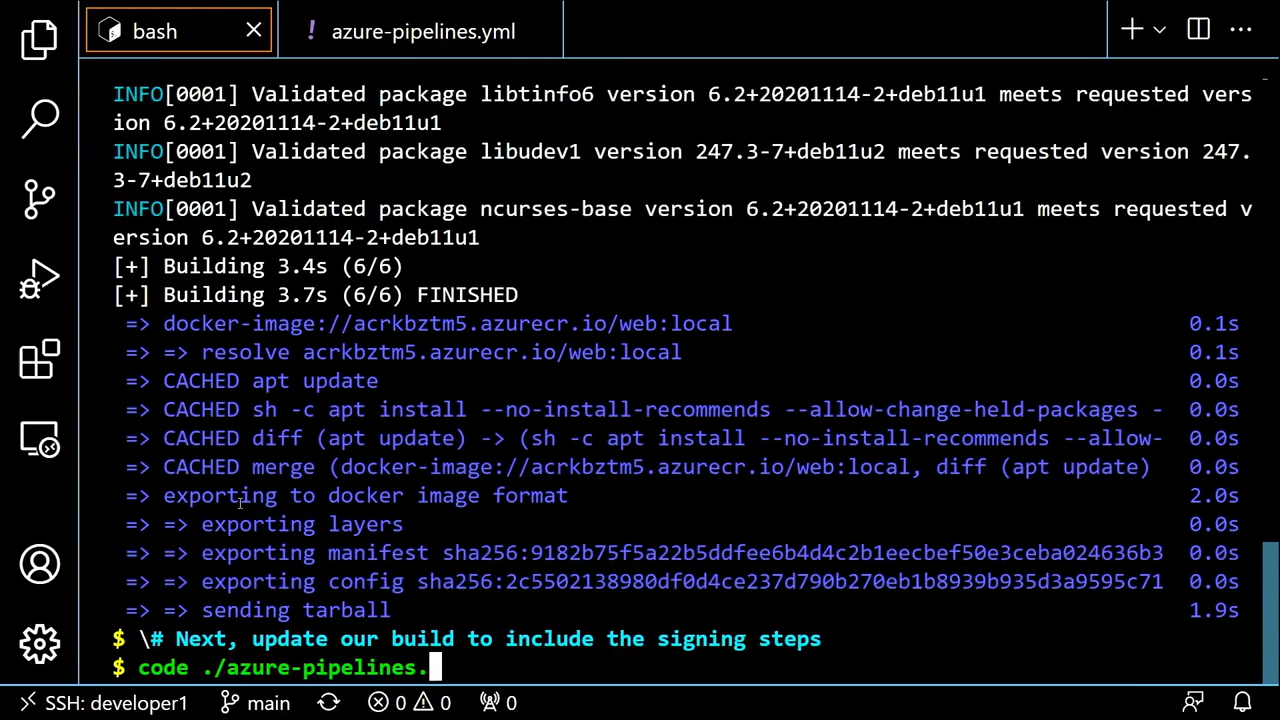 bash
! azure-pipelines.yml
INFO[0001] Validated package libtinfo6 version 6.2+20201114-2+deb11u1 meets requested vers
ion 6.2+20201114-2+deb11u1
INFO[0001] Validated package libudev1 version 247.3-7+deb11u2 meets requested version 247.
3-7+deb11u2
INFO[0001] Validated package ncurses-base version 6.2+20201114-2+deb11u1 meets requested v
ersion 6.2+20201114-2+deb11u1
[+] Building 3.4s (6/6)
[+] Building 3.7s (6/6) FINISHED
=> docker-image://acrkbztm5.azurecr.io/web:local 0.1s
=> => resolve acrkbztm5.azurecr.io/web:local 0.1s
=> CACHED apt update 0.0s
=> CACHED sh -c apt install --no-install-recommends --allow-change-held-packages - 0.0s
=> CACHED diff (apt update) -> (sh -c apt install --no-install-recommends --allow- 0.0s
=> CACHED merge (docker-image://acrkbztm5.azurecr.io/web:local, diff (apt update) 0.0s
=> exporting to docker image format 2.0s
=> => exporting layers 0.0s
=> => exporting manifest sha256:9182b75f5a22b5ddfee6b4d4c2b1eecbef50e3ceba024636b3 0.0s
=> => exporting config sha256:2c5502138980df0d4ce237d790b270eb1b8939b935d3a9595c71 0.0s
=> => sending tarball 1.9s
$ \# Next, update our build to include the signing steps
$ code ./azure-pipelines.
SSH: developer1 main 0 0 0